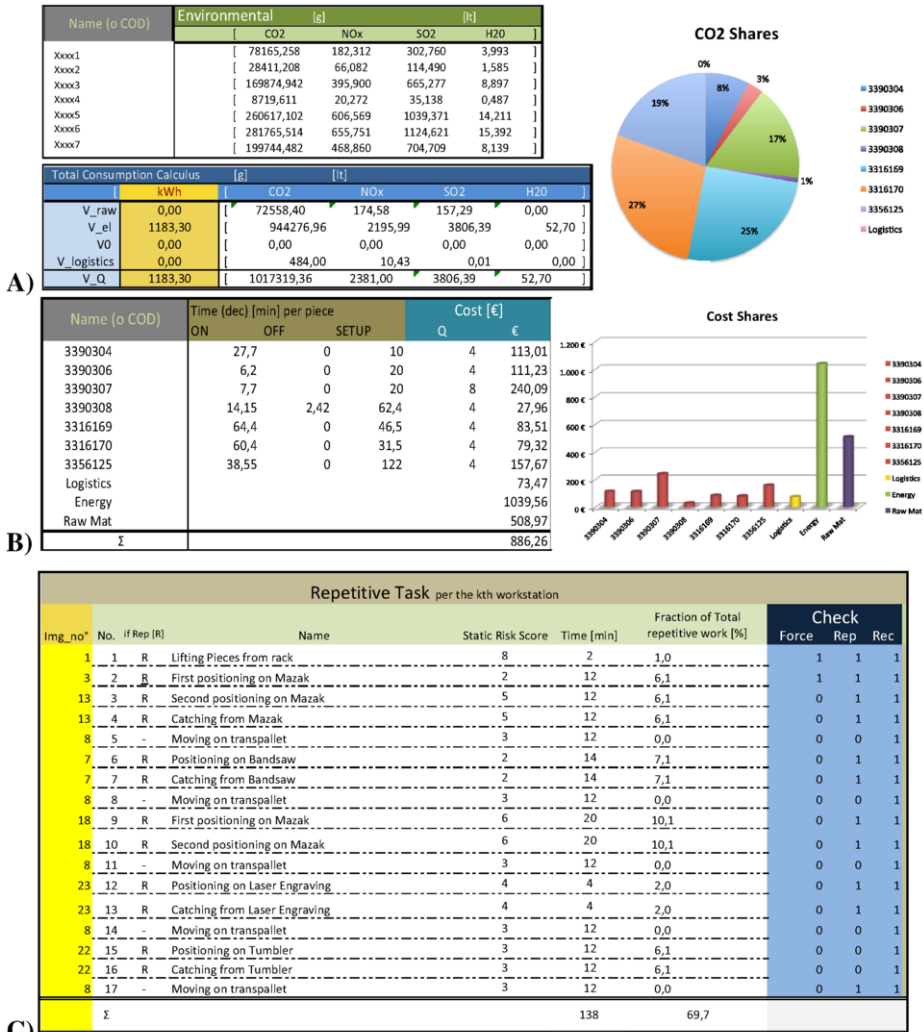 Name (o COD) Environmental [g] [lt]
[ CO2 NOx SO2 H20 ]
Xxxx1 [ 78165,258 182,312 302,760 3,993 ]
Xxxx2 [ 28411,208 66,082 114,490 1,585 ]
Xxxx3 [ 169874,942 395,900 665,277 8,897 ]
Xxxx4 [ 8719,611 20,272 35,138 0,487 ]
Xxxx5 [ 260617,102 606,569 1039,371 14,211 ]
Xxxx6 [ 281765,514 655,751 1124,621 15,392 ]
Xxxx7 [ 199744,482 468,860 704,709 8,139 ]
Total Consumption Calculus [g] [lt]
[ kWh [ CO2 NOx SO2 H20 ]
V_raw 0,00 [ 72558,40 174,58 157,29 0,00 ]
V_el 1183,30 [ 944276,96 2195,99 3806,39 52,70 ]
V0 0,00 [ 0,00 0,00 0,00 0,00 ]
V_logistics 0,00 [ 484,00 10,43 0,01 0,00 ]
V_Q 1183,30 [ 1017319,36 2381,00 3806,39 52,70 ]
A)
CO2 Shares
0%
8%
3%
17%
1%
25%
27%
19%
3390304
3390306
3390307
3390308
3316169
3316170
3356125
Logistics
Name (o COD) Time (dec) [min] per piece Cost [€]
ON OFF SETUP Q €
3390304 27,7 0 10 4 113,01
3390306 6,2 0 20 4 111,23
3390307 7,7 0 20 8 240,09
3390308 14,15 2,42 62,4 4 27,96
3316169 64,4 0 46,5 4 83,51
3316170 60,4 0 31,5 4 79,32
3356125 38,55 0 122 4 157,67
Logistics 73,47
Energy 1039,56
Raw Mat 508,97
Σ 886,26
B)
Cost Shares
1.200 €
1.000 €
800 €
600 €
400 €
200 €
0 €
3390304
3390306
3390307
3390308
3316169
3316170
3356125
Logistics
Energy
Raw Mat
3390304
3390306
3390307
3390308
3316169
3316170
3356125
Logistics
Energy
Raw Mat
Repetitive Task per the kth workstation
Img_no° No. if Rep [R] Name Static Risk Score Time [min] Fraction of Total repetitive work [%] Check
Force Rep Rec
1 1 R Lifting Pieces from rack 8 2 1,0 1 1 1
3 2 R First positioning on Mazak 2 12 6,1 1 1 1
13 3 R Second positioning on Mazak 5 12 6,1 0 1 1
13 4 R Catching from Mazak 5 12 6,1 0 1 1
8 5 - Moving on transpallet 3 12 0,0 0 0 1
7 6 R Positioning on Bandsaw 2 14 7,1 0 1 1
7 7 R Catching from Bandsaw 2 14 7,1 0 1 1
8 8 - Moving on transpallet 3 12 0,0 0 0 1
18 9 R First positioning on Mazak 6 20 10,1 0 1 1
18 10 R Second positioning on Mazak 6 20 10,1 0 1 1
8 11 - Moving on transpallet 3 12 0,0 0 0 1
23 12 R Positioning on Laser Engraving 4 4 2,0 0 1 1
23 13 R Catching from Laser Engraving 4 4 2,0 0 1 1
8 14 - Moving on transpallet 3 12 0,0 0 0 1
22 15 R Positioning on Tumbler 3 12 6,1 0 0 1
22 16 R Catching from Tumbler 3 12 6,1 0 0 1
8 17 - Moving on transpallet 3 12 0,0 0 1 1
Σ 138 69,7
C)